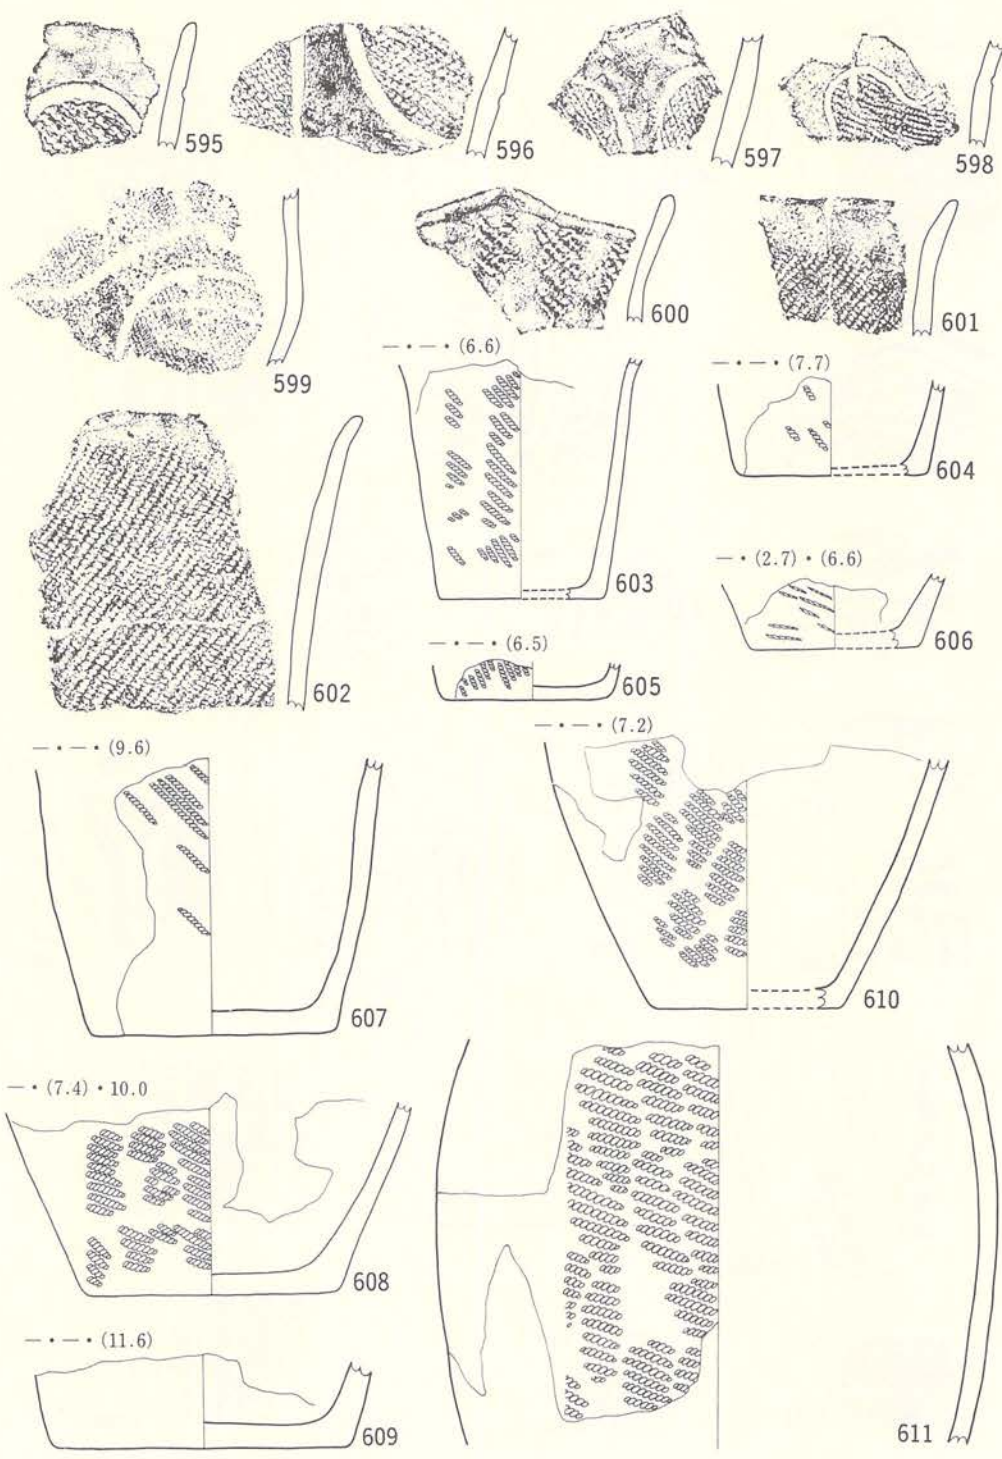 595
596
597
598
599
600
601
— • — • (6.6)
— • — • (7.7)
604
602
603
— • (2.7) • (6.6)
606
— • — • (6.5)
605
— • — • (9.6)
— • — • (7.2)
607
610
— • (7.4) • 10.0
608
— • — • (11.6)
609
611